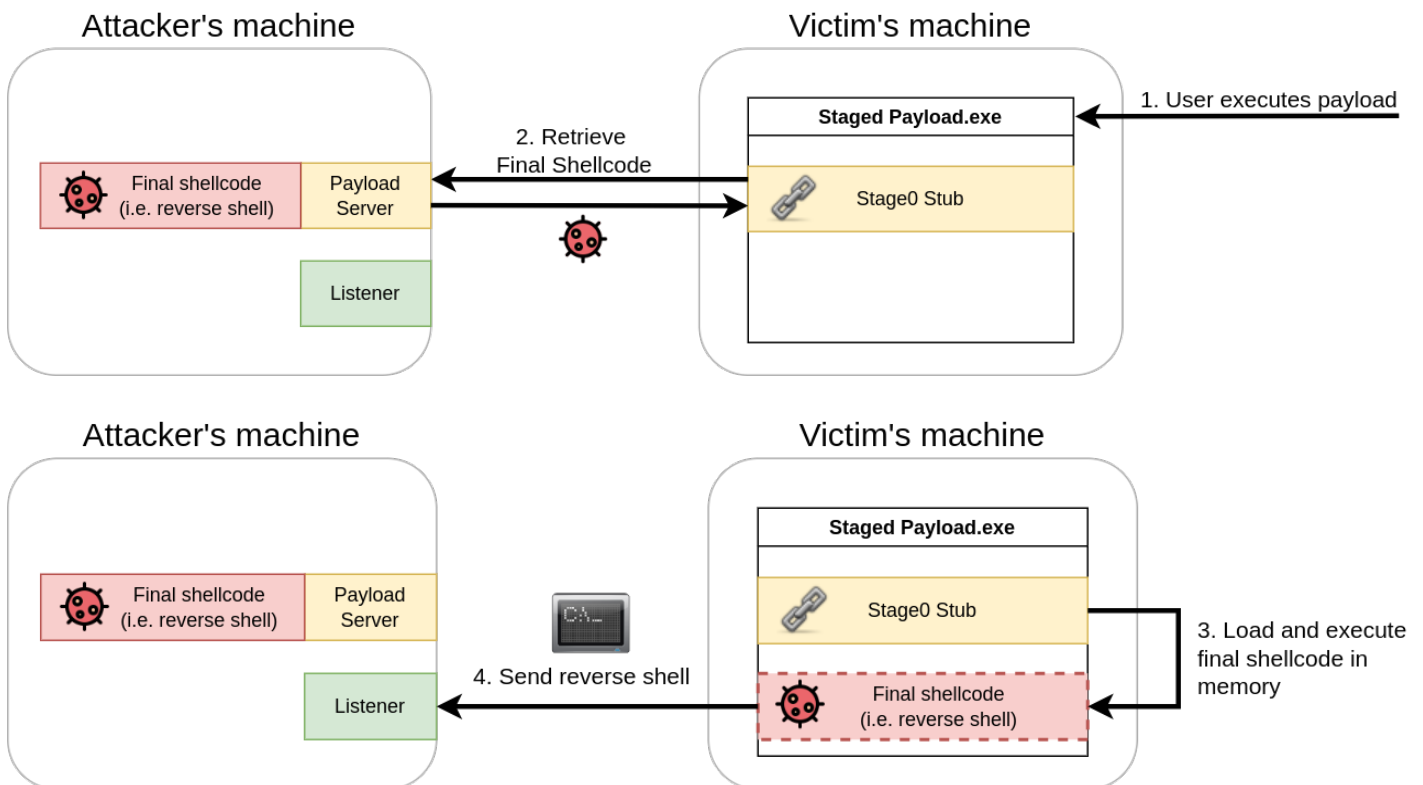 Attacker's machine
Victim's machine
1. User executes payload
Staged Payload.exe
2. Retrieve
Final Shellcode
Final shellcode
(i.e. reverse shell)
Payload
Server
Stage0 Stub
Listener
Attacker's machine
Victim's machine
Staged Payload.exe
Final shellcode
(i.e. reverse shell)
Payload
Server
C:\_
Stage0 Stub
3. Load and execute
final shellcode in
memory
4. Send reverse shell
Listener
Final shellcode
(i.e. reverse shell)